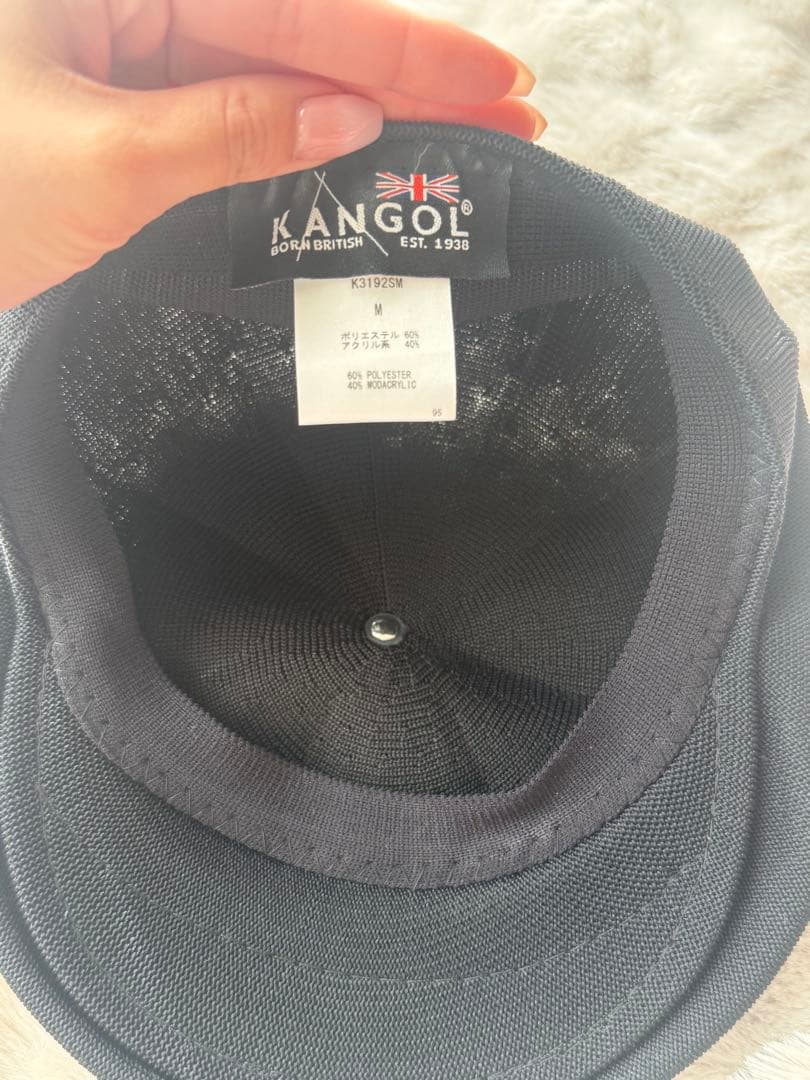 KANGOL®
BORN BRITISH EST. 1938
K3192SM
M
ポリエステル 60%
アクリル系 40%
60% POLYESTER
40% MODACRYLIC
95